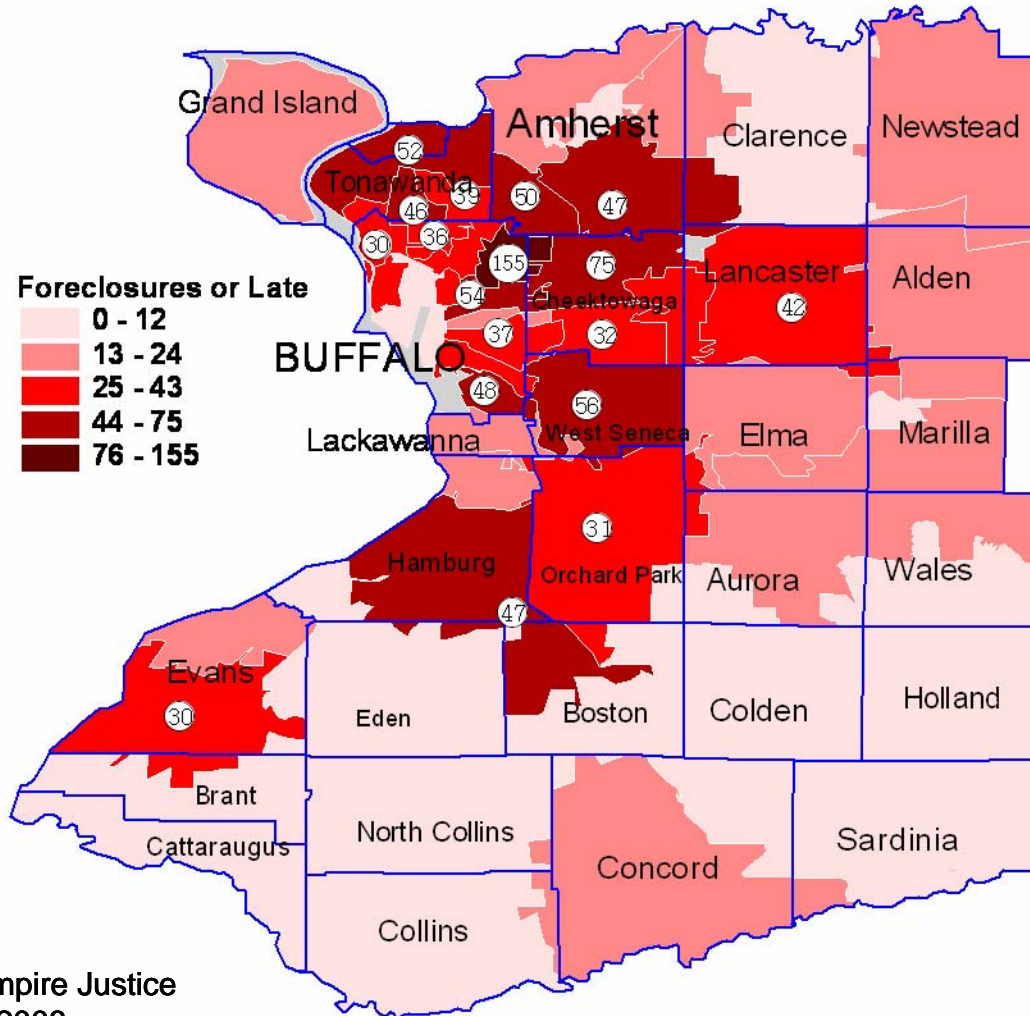 Grand Island
Amherst
Clarence
Newstead
52
Tonawanda
39
50
46
47
30
36
155
75
Lancaster
Alden
Foreclosures or Late
54
Cheektowaga
42
0 - 12
13 - 24
37
32
BUFFALO
25 - 43
48
56
44 - 75
Lackawanna
West Seneca
Elma
Marilla
76 - 155
31
Hamburg
Orchard Park
Aurora
Wales
47
Evans
30
Eden
Boston
Colden
Holland
Brant
North Collins
Sardinia
Cattaraugus
Concord
Collins
mpire Justice